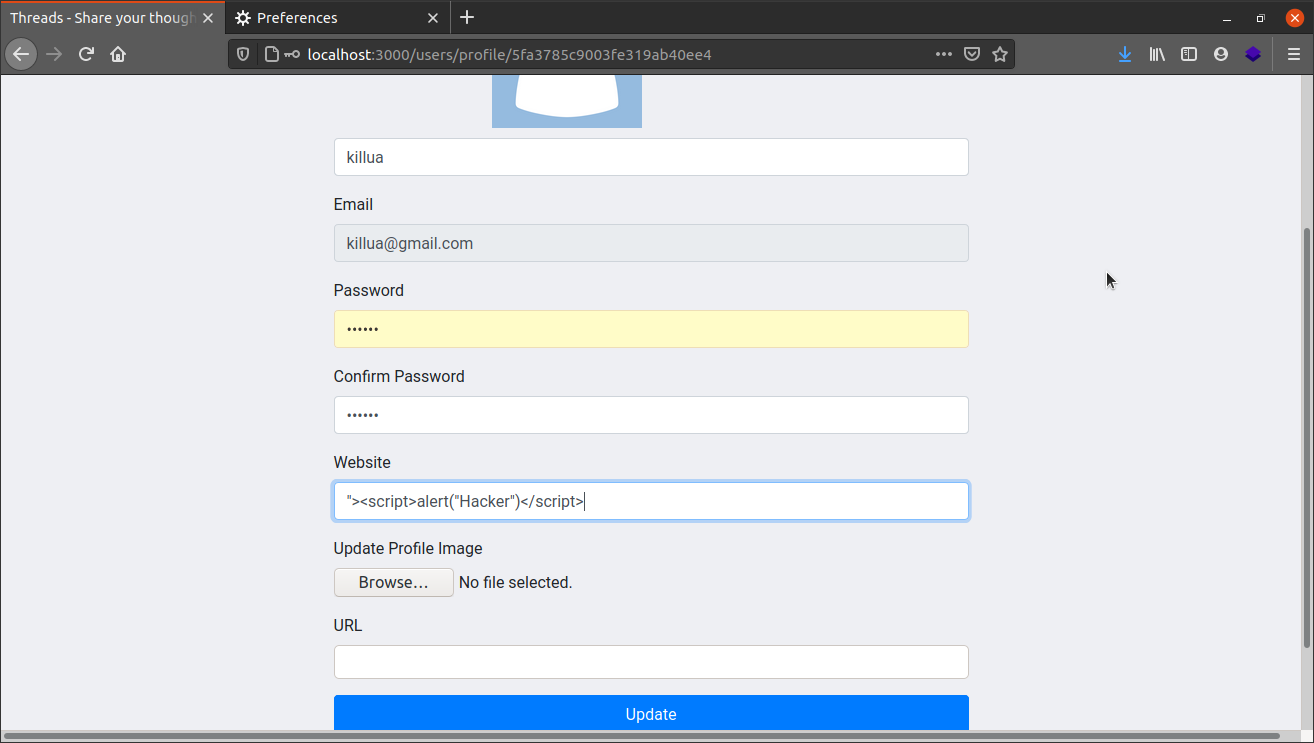 Threads - Share your though
Preferences
localhost:3000/users/profile/5fa3785c9003fe319ab40ee4
killua
Email
killua@gmail.com
Password
••••••
Confirm Password
••••••
Website
"><script>alert("Hacker")</script>
Update Profile Image
Browse... No file selected.
URL
Update